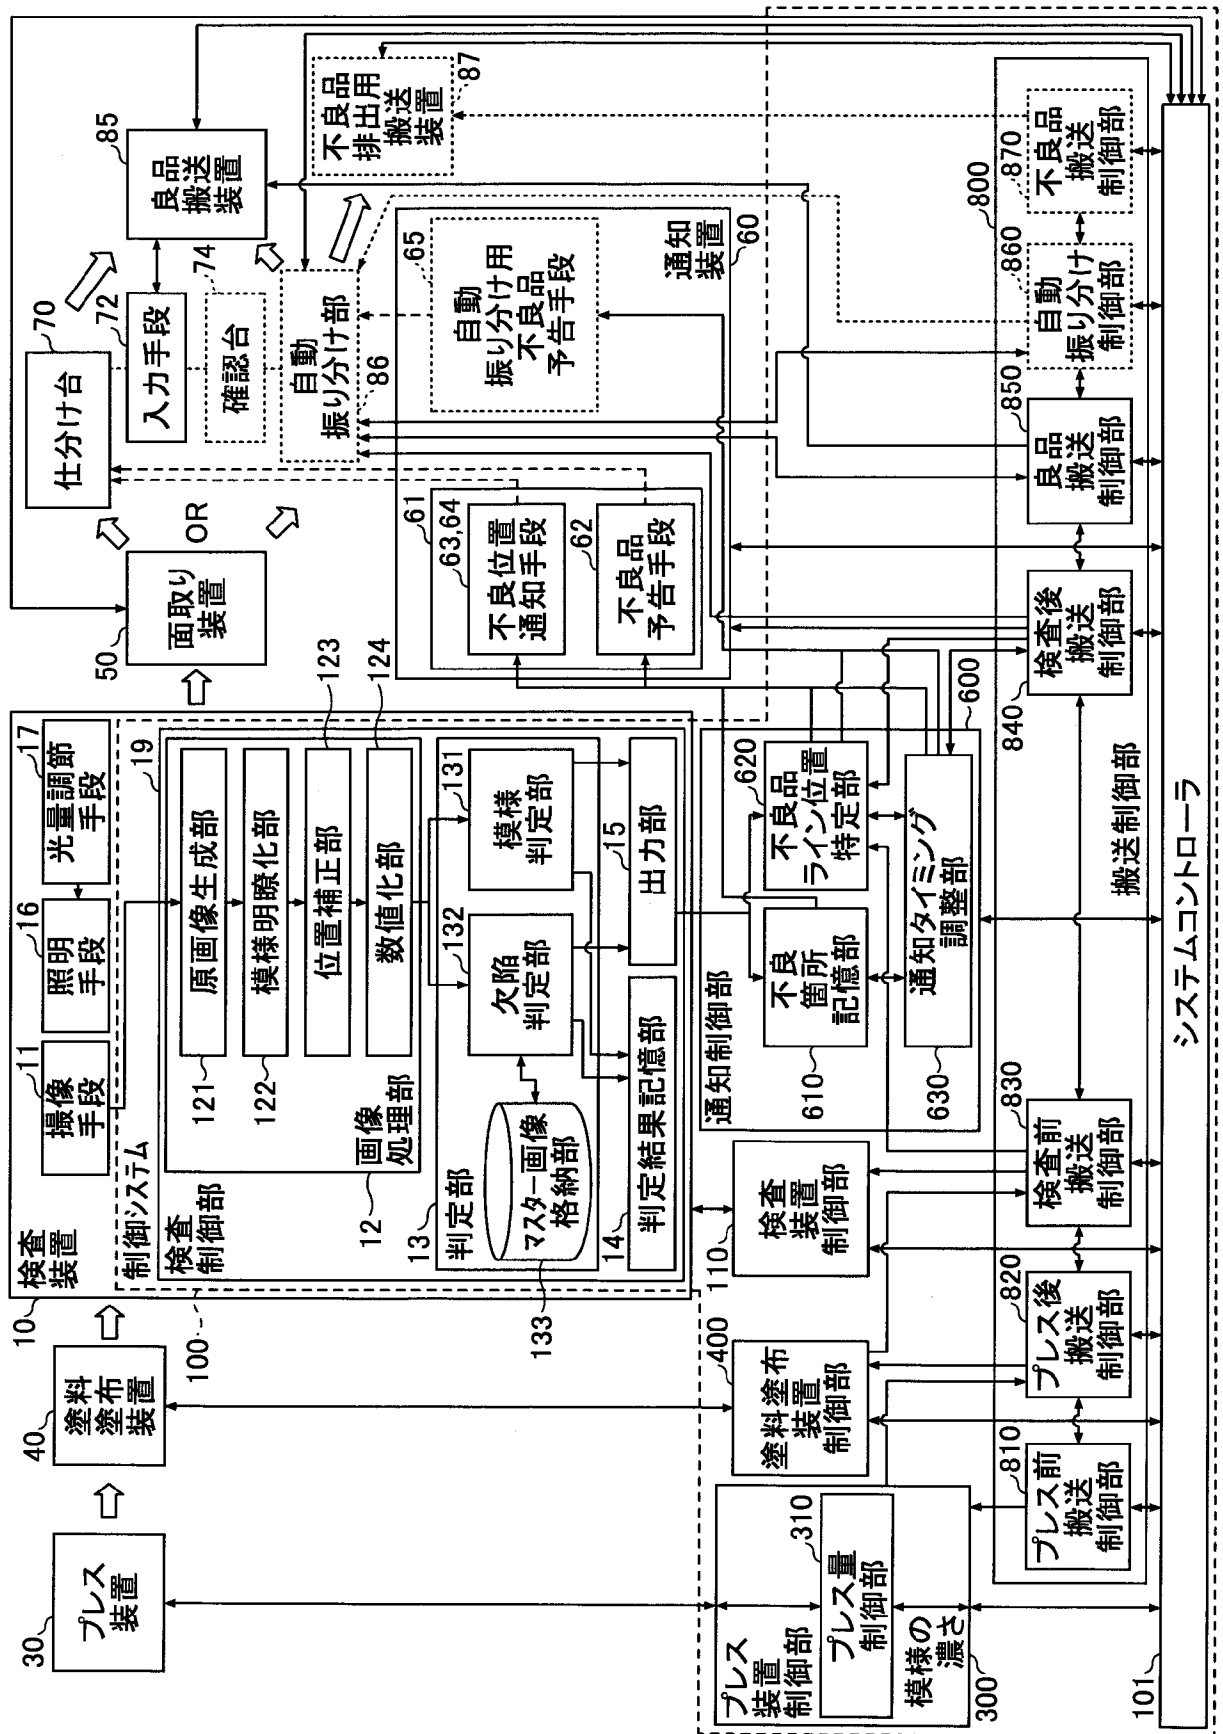 30
プレス
装置
40
塗料
塗布
装置
10
検査
装置
撮像
手段
11
照明
手段
16
光量調節
手段
17
100
制御システム
検査
制御部
19
原画像生成部
121
模様明瞭化部
122
位置補正部
123
数値化部
124
画像
処理部
12
判定部
13
マスター画像
格納部
133
欠陥
判定部
132
模様
判定部
131
判定結果記憶部
14
出力部
15
50
面取り
装置
OR
仕分け台
70
入力手段
72
確認台
74
自動
振り分け部
86
良品
搬送
装置
85
不良品
排出用
搬送
装置
87
61
63,64
不良位置
通知手段
62
不良品
予告手段
65
自動
振り分け用
不良品
予告手段
通知
装置
60
プレス
装置
制御部
310
プレス量
制御部
模様の
濃さ
300
400
塗料塗布
装置
制御部
110
検査
装置
制御部
通知制御部
610
不良
箇所
記憶部
620
不良品
ライン位置
特定部
630
通知タイミング
調整部
600
810
プレス前
搬送
制御部
820
プレス後
搬送
制御部
830
検査前
搬送
制御部
搬送制御部
840
検査後
搬送
制御部
850
良品
搬送
制御部
860
自動
振り分け
制御部
870
不良品
搬送
制御部
800
101
システムコントローラ